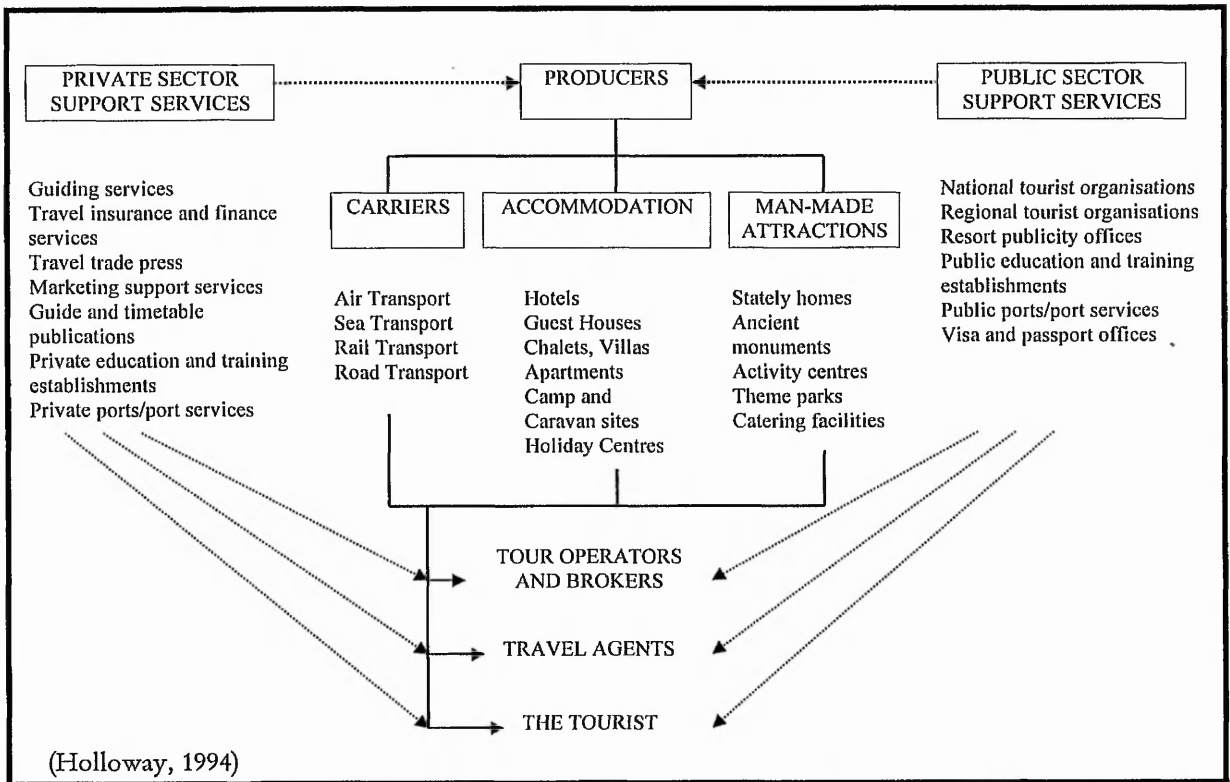 PRIVATE SECTOR
SUPPORT SERVICES
PRODUCERS
PUBLIC SECTOR
SUPPORT SERVICES
Guiding services
Travel insurance and finance
services
Travel trade press
Marketing support services
Guide and timetable
publications
Private education and training
establishments
Private ports/port services
CARRIERS
Air Transport
Sea Transport
Rail Transport
Road Transport
ACCOMMODATION
Hotels
Guest Houses
Chalets, Villas
Apartments
Camp and
Caravan sites
Holiday Centres
MAN-MADE
ATTRACTIONS
Stately homes
Ancient
monuments
Activity centres
Theme parks
Catering facilities
National tourist organisations
Regional tourist organisations
Resort publicity offices
Public education and training
establishments
Public ports/port services
Visa and passport offices
TOUR OPERATORS
AND BROKERS
TRAVEL AGENTS
THE TOURIST
(Holloway, 1994)